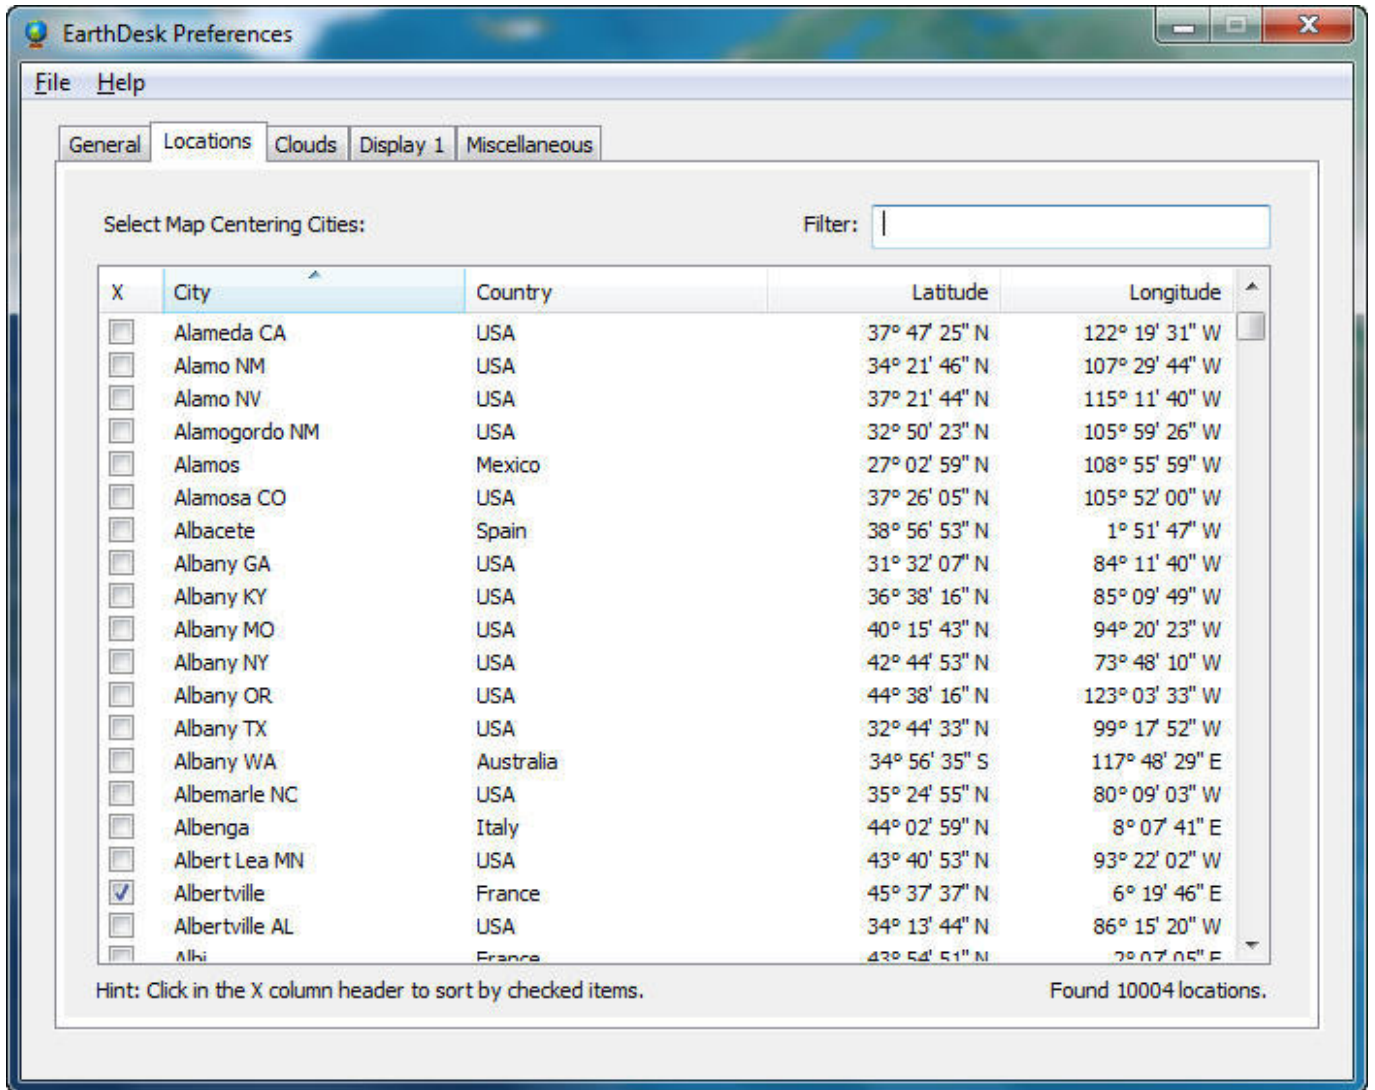 EarthDesk Preferences
File Help
General Locations Clouds Display 1 Miscellaneous
Select Map Centering Cities: Filter:
X City Country Latitude Longitude
Alameda CA USA 37° 47' 25" N 122° 19' 31" W
Alamo NM USA 34° 21' 46" N 107° 29' 44" W
Alamo NV USA 37° 21' 44" N 115° 11' 40" W
Alamogordo NM USA 32° 50' 23" N 105° 59' 26" W
Alamos Mexico 27° 02' 59" N 108° 55' 59" W
Alamosa CO USA 37° 26' 05" N 105° 52' 00" W
Albacete Spain 38° 56' 53" N 1° 51' 47" W
Albany GA USA 31° 32' 07" N 84° 11' 40" W
Albany KY USA 36° 38' 16" N 85° 09' 49" W
Albany MO USA 40° 15' 43" N 94° 20' 23" W
Albany NY USA 42° 44' 53" N 73° 48' 10" W
Albany OR USA 44° 38' 16" N 123° 03' 33" W
Albany TX USA 32° 44' 33" N 99° 17' 52" W
Albany WA Australia 34° 56' 35" S 117° 48' 29" E
Albemarle NC USA 35° 24' 55" N 80° 09' 03" W
Albenga Italy 44° 02' 59" N 8° 07' 41" E
Albert Lea MN USA 43° 40' 53" N 93° 22' 02" W
Albertville France 45° 37' 37" N 6° 19' 46" E
Albertville AL USA 34° 13' 44" N 86° 15' 20" W
Albi France 43° 54' 51" N 2° 07' 05" E
Hint: Click in the X column header to sort by checked items. Found 10004 locations.